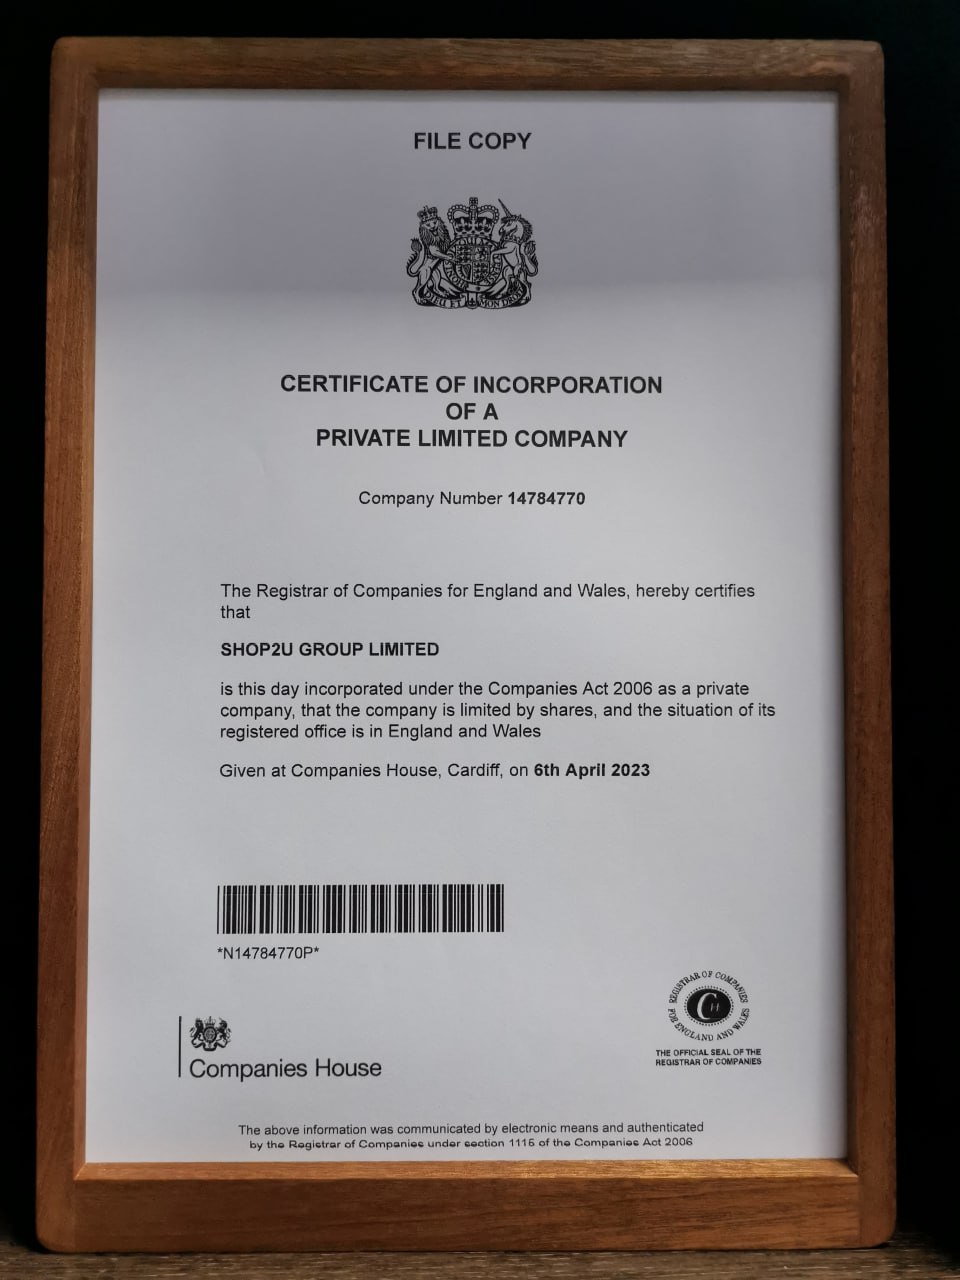 FILE COPY
DIEU ET MON DROIT
CERTIFICATE OF INCORPORATION
OF A
PRIVATE LIMITED COMPANY
Company Number 14784770
The Registrar of Companies for England and Wales, hereby certifies
that
SHOP2U GROUP LIMITED
is this day incorporated under the Companies Act 2006 as a private
company, that the company is limited by shares, and the situation of its
registered office is in England and Wales
Given at Companies House, Cardiff, on 6th April 2023
*N14784770P*
Companies House
REGISTRAR OF COMPANIES
FOR ENGLAND AND WALES
THE OFFICIAL SEAL OF THE
REGISTRAR OF COMPANIES
The above information was communicated by electronic means and authenticated
by the Registrar of Companies under section 1115 of the Companies Act 2006